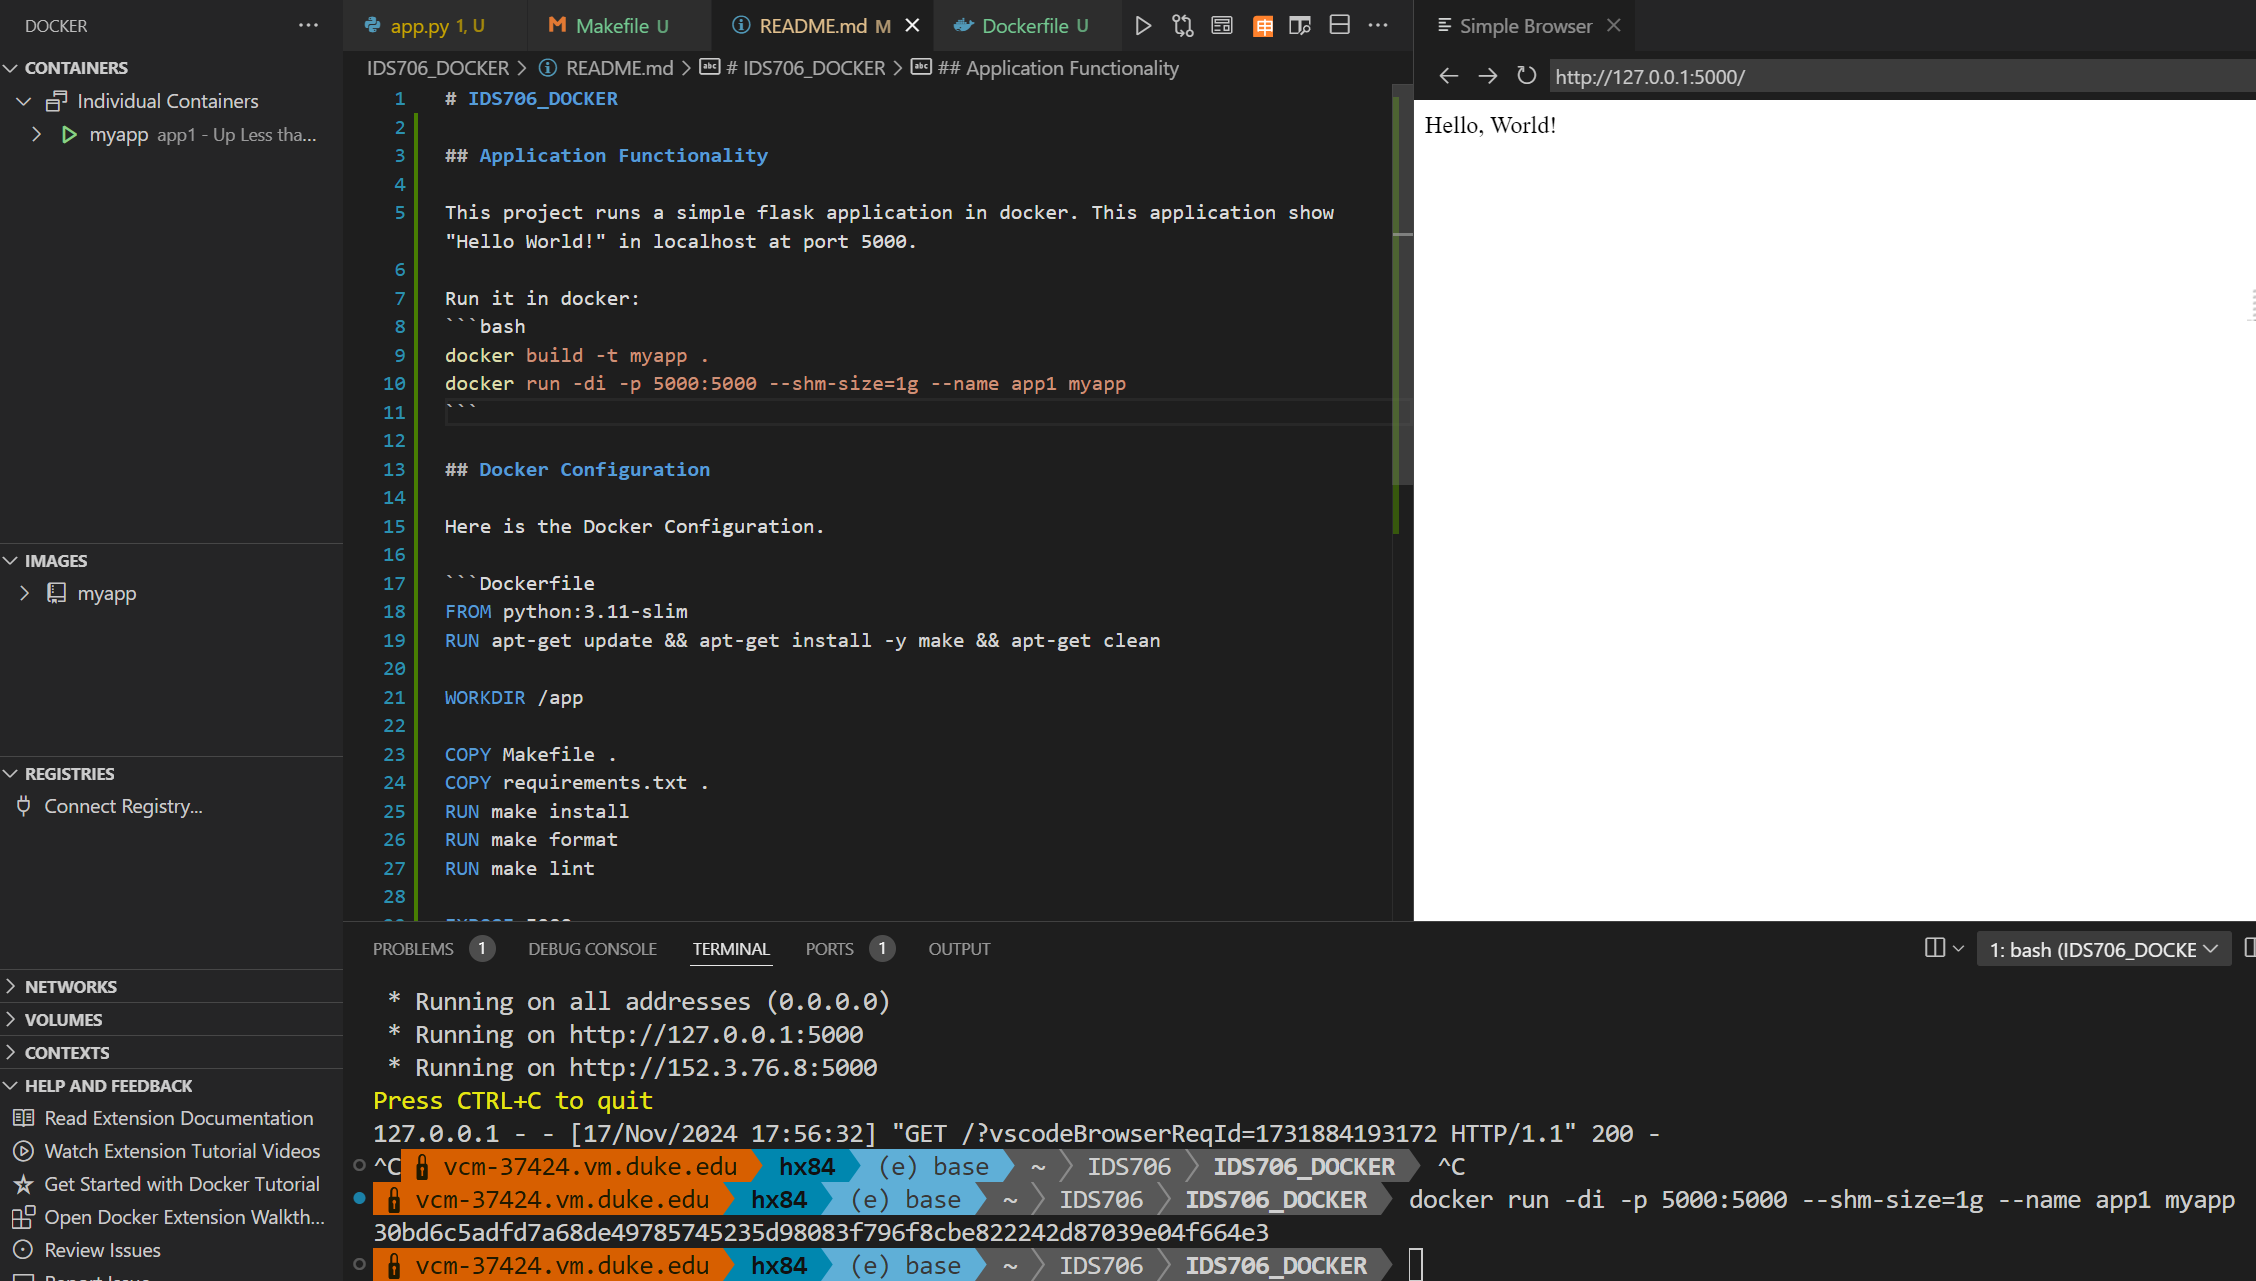 DOCKER
CONTAINERS
Individual Containers
myapp app1 - Up Less tha...
IMAGES
myapp
REGISTRIES
Connect Registry...
NETWORKS
VOLUMES
CONTEXTS
HELP AND FEEDBACK
Read Extension Documentation
Watch Extension Tutorial Videos
Get Started with Docker Tutorial
Open Docker Extension Walkth...
Review Issues
app.py 1, U
Makefile U
README.md M
Dockerfile U
IDS706_DOCKER > README.md > # IDS706_DOCKER > ## Application Functionality
1 # IDS706_DOCKER
2
3 ## Application Functionality
4
5 This project runs a simple flask application in docker. This application show
"Hello World!" in localhost at port 5000.
6
7 Run it in docker:
8 ```bash
9 docker build -t myapp .
10 docker run -di -p 5000:5000 --shm-size=1g --name app1 myapp
11 ```
12
13 ## Docker Configuration
14
15 Here is the Docker Configuration.
16
17 ```Dockerfile
18 FROM python:3.11-slim
19 RUN apt-get update && apt-get install -y make && apt-get clean
20
21 WORKDIR /app
22
23 COPY Makefile .
24 COPY requirements.txt .
25 RUN make install
26 RUN make format
27 RUN make lint
28
Simple Browser
http://127.0.0.1:5000/
Hello, World!
PROBLEMS 1 DEBUG CONSOLE TERMINAL PORTS 1 OUTPUT
1: bash (IDS706_DOCKE
* Running on all addresses (0.0.0.0)
* Running on http://127.0.0.1:5000
* Running on http://152.3.76.8:5000
Press CTRL+C to quit
127.0.0.1 - - [17/Nov/2024 17:56:32] "GET /?vscodeBrowserReqId=1731884193172 HTTP/1.1" 200 -
^C vcm-37424.vm.duke.edu hx84 (e) base ~ IDS706 IDS706_DOCKER ^C
vcm-37424.vm.duke.edu hx84 (e) base ~ IDS706 IDS706_DOCKER docker run -di -p 5000:5000 --shm-size=1g --name app1 myapp
30bd6c5adfd7a68de49785745235d98083f796f8cbe822242d87039e04f664e3
vcm-37424.vm.duke.edu hx84 (e) base ~ IDS706 IDS706_DOCKER